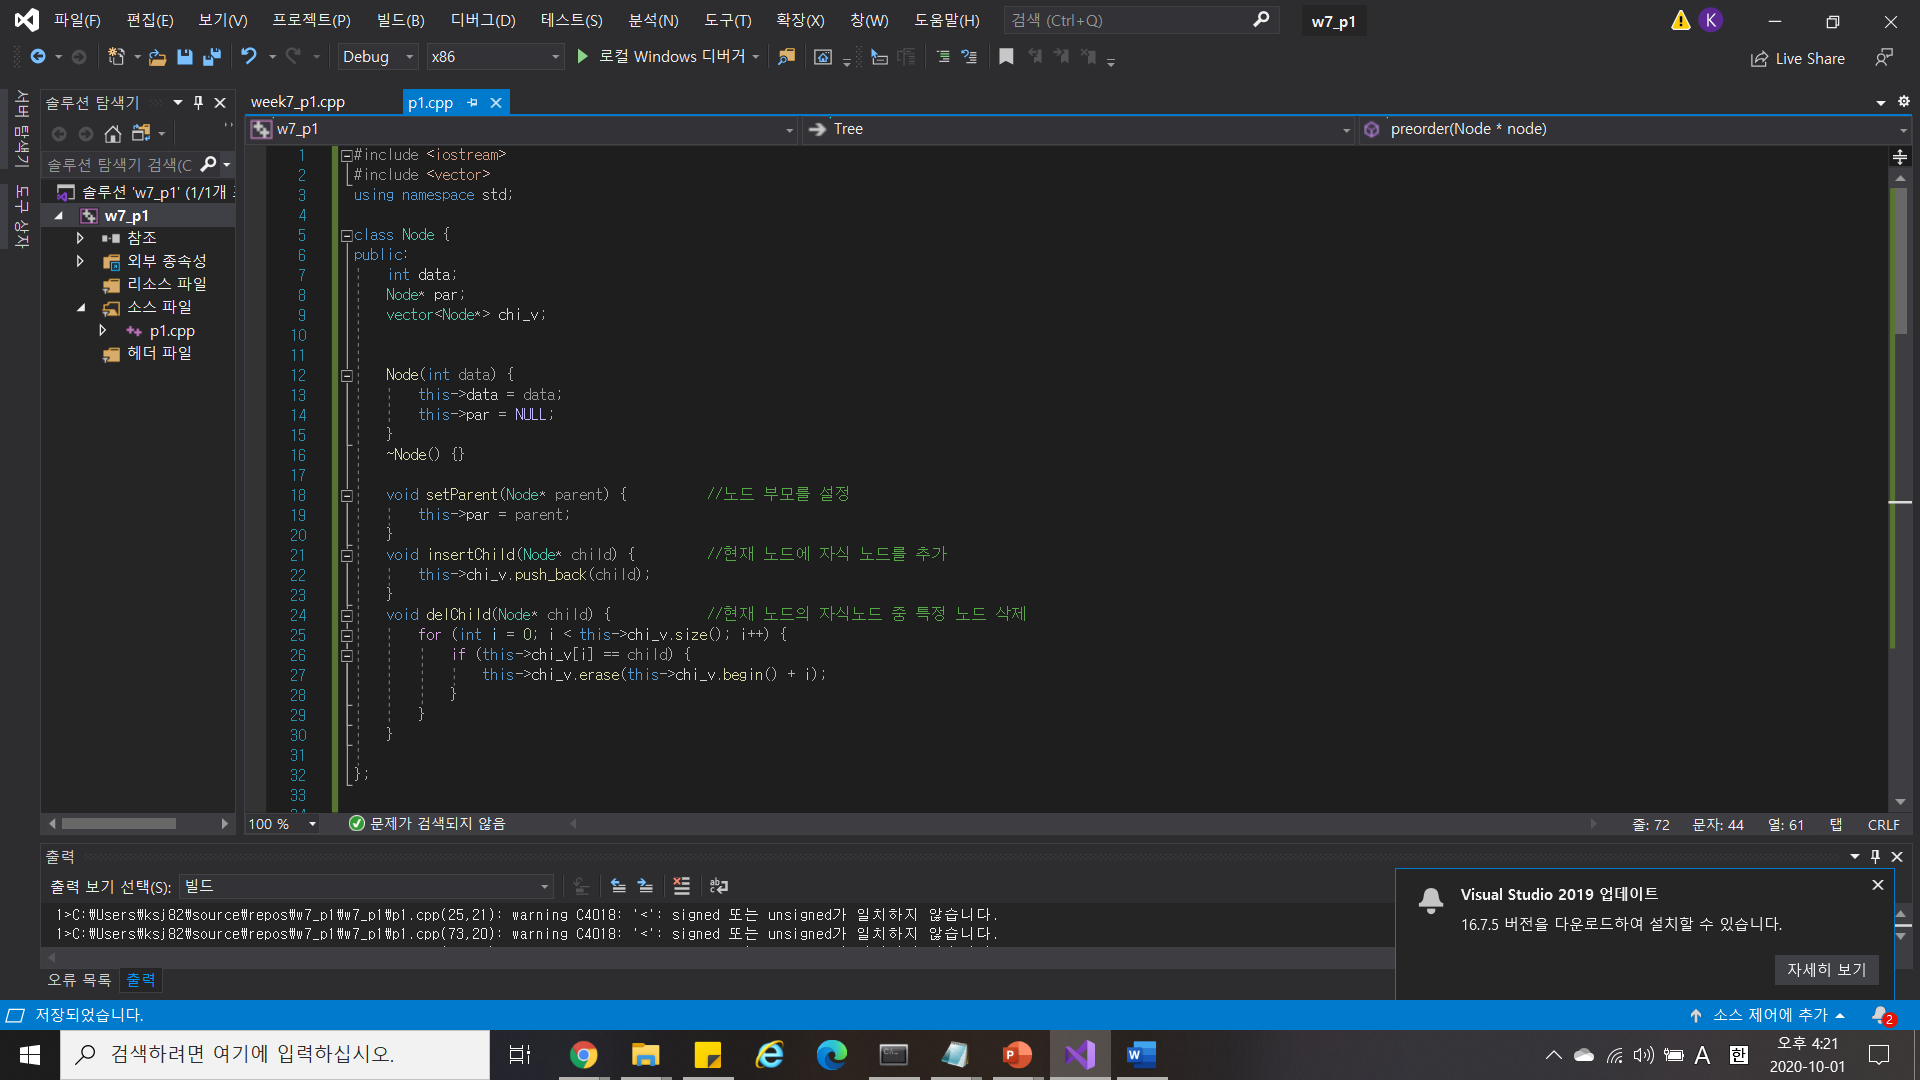 파일(F) 편집(E) 보기(V) 프로젝트(P) 빌드(B) 디버그(D) 테스트(S) 분석(N) 도구(T) 확장(X) 창(W) 도움말(H) 검색 (Ctrl+Q) w7_p1 K
Debug x86 로컬 Windows 디버거 Live Share
서버 탐색기
도구 상자
솔루션 탐색기
솔루션 탐색기 검색(C
솔루션 'w7_p1' (1/1개
w7_p1
참조
외부 종속성
리소스 파일
소스 파일
p1.cpp
헤더 파일
week7_p1.cpp p1.cpp
w7_p1 Tree preorder(Node * node)
1 #include <iostream>
2 #include <vector>
3 using namespace std;
4
5 class Node {
6 public:
7 int data;
8 Node* par;
9 vector<Node*> chi_v;
10
11
12 Node(int data) {
13 this->data = data;
14 this->par = NULL;
15 }
16 ~Node() {}
17
18 void setParent(Node* parent) { //노드 부모를 설정
19 this->par = parent;
20 }
21 void insertChild(Node* child) { //현재 노드에 자식 노드를 추가
22 this->chi_v.push_back(child);
23 }
24 void delChild(Node* child) { //현재 노드의 자식노드 중 특정 노드 삭제
25 for (int i = 0; i < this->chi_v.size(); i++) {
26 if (this->chi_v[i] == child) {
27 this->chi_v.erase(this->chi_v.begin() + i);
28 }
29 }
30 }
31
32 };
33
100 % 문제가 검색되지 않음 줄: 72 문자: 44 열: 61 탭 CRLF
출력
출력 보기 선택(S): 빌드
1>C:₩Users₩ksj82₩source₩repos₩w7_p1₩w7_p1₩p1.cpp(25,21): warning C4018: '<': signed 또는 unsigned가 일치하지 않습니다.
1>C:₩Users₩ksj82₩source₩repos₩w7_p1₩w7_p1₩p1.cpp(73,20): warning C4018: '<': signed 또는 unsigned가 일치하지 않습니다.
오류 목록 출력
Visual Studio 2019 업데이트
16.7.5 버전을 다운로드하여 설치할 수 있습니다.
자세히 보기
저장되었습니다. 소스 제어에 추가 2
검색하려면 여기에 입력하십시오.
A 한
오후 4:21
2020-10-01